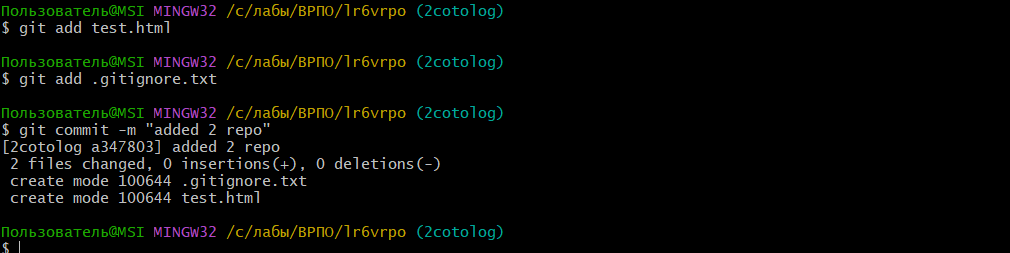 Пользователь@MSI MINGW32 /c/лабы/ВРПО/lr6vrpo (2cotolog)
$ git add test.html
Пользователь@MSI MINGW32 /c/лабы/ВРПО/lr6vrpo (2cotolog)
$ git add .gitignore.txt
Пользователь@MSI MINGW32 /c/лабы/ВРПО/lr6vrpo (2cotolog)
$ git commit -m "added 2 repo"
[2cotolog a347803] added 2 repo
 2 files changed, 0 insertions(+), 0 deletions(-)
 create mode 100644 .gitignore.txt
 create mode 100644 test.html
Пользователь@MSI MINGW32 /c/лабы/ВРПО/lr6vrpo (2cotolog)
$